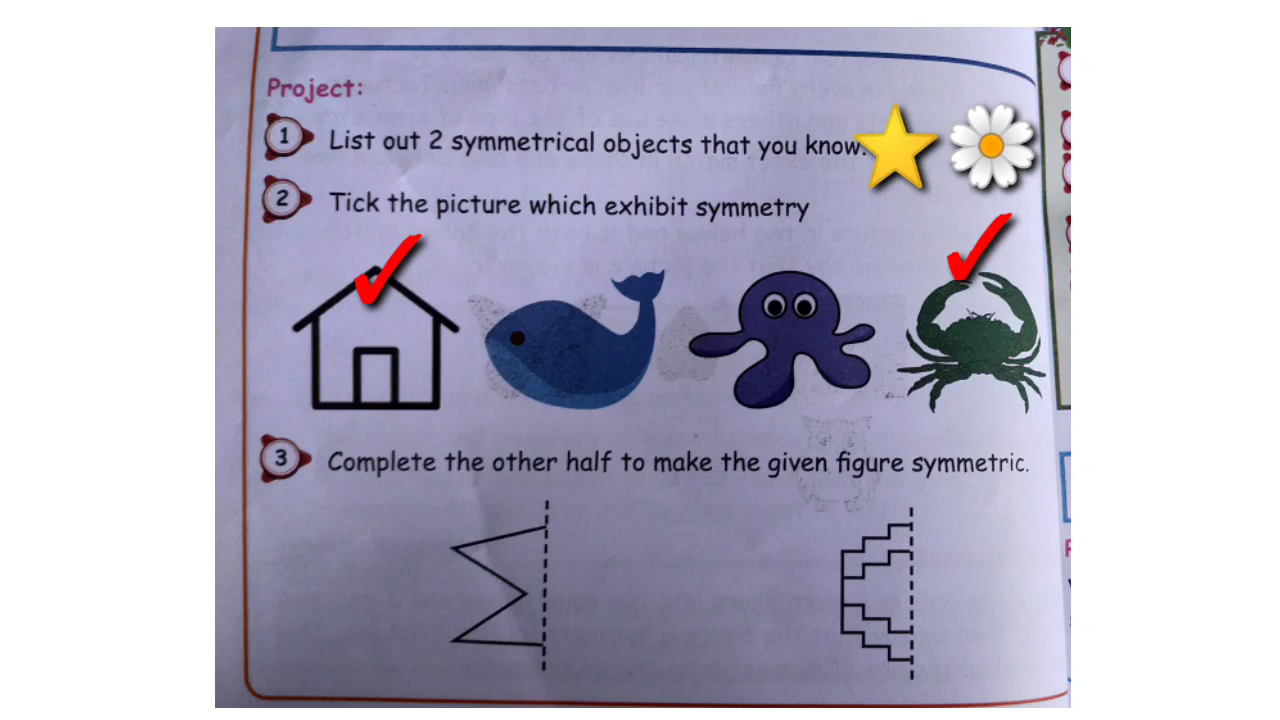 Project:
1 List out 2 symmetrical objects that you know.
2 Tick the picture which exhibit symmetry
3 Complete the other half to make the given figure symmetric.